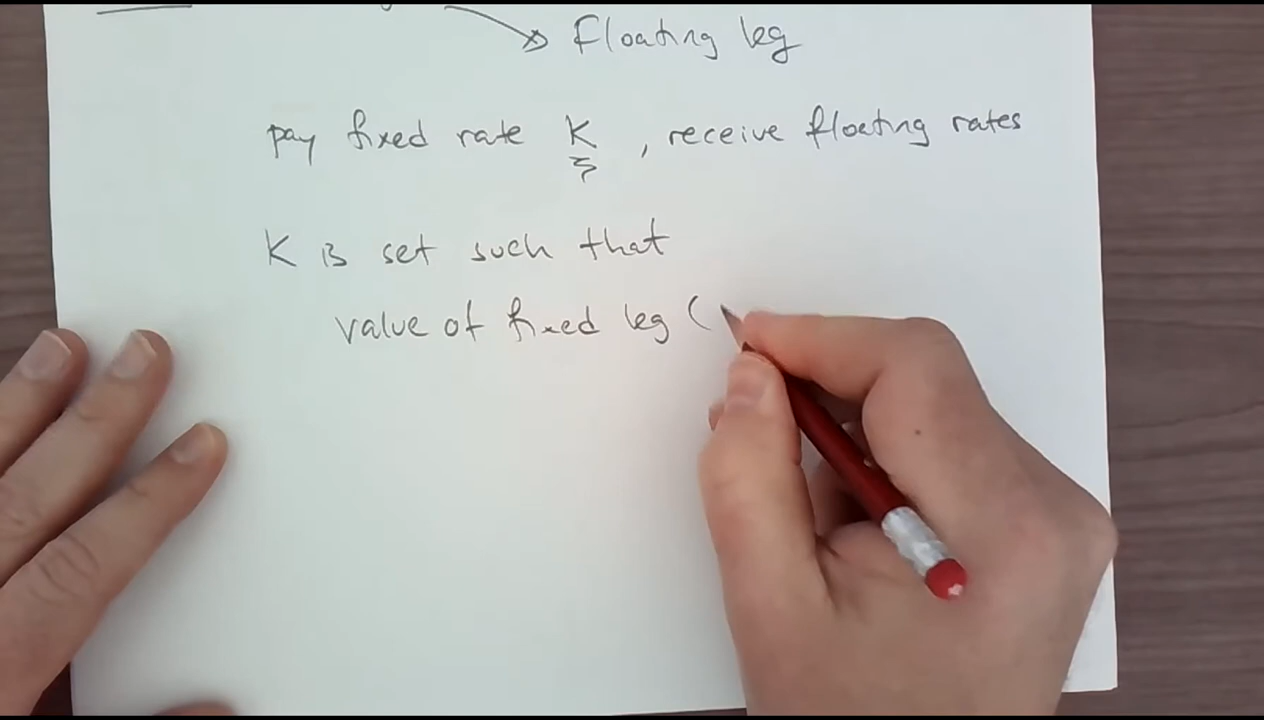 Floating leg
pay fixed rate K , receive floating rates
K is set such that
value of fixed leg (